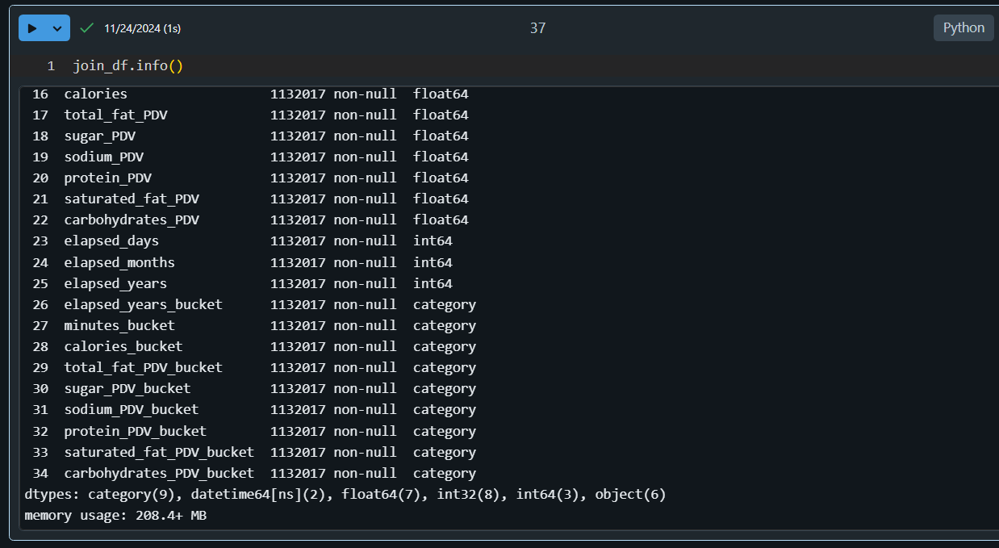 11/24/2024 (1s)
37
Python
1 join_df.info()
16 calories 1132017 non-null float64
17 total_fat_PDV 1132017 non-null float64
18 sugar_PDV 1132017 non-null float64
19 sodium_PDV 1132017 non-null float64
20 protein_PDV 1132017 non-null float64
21 saturated_fat_PDV 1132017 non-null float64
22 carbohydrates_PDV 1132017 non-null float64
23 elapsed_days 1132017 non-null int64
24 elapsed_months 1132017 non-null int64
25 elapsed_years 1132017 non-null int64
26 elapsed_years_bucket 1132017 non-null category
27 minutes_bucket 1132017 non-null category
28 calories_bucket 1132017 non-null category
29 total_fat_PDV_bucket 1132017 non-null category
30 sugar_PDV_bucket 1132017 non-null category
31 sodium_PDV_bucket 1132017 non-null category
32 protein_PDV_bucket 1132017 non-null category
33 saturated_fat_PDV_bucket 1132017 non-null category
34 carbohydrates_PDV_bucket 1132017 non-null category
dtypes: category(9), datetime64[ns](2), float64(7), int32(8), int64(3), object(6)
memory usage: 208.4+ MB